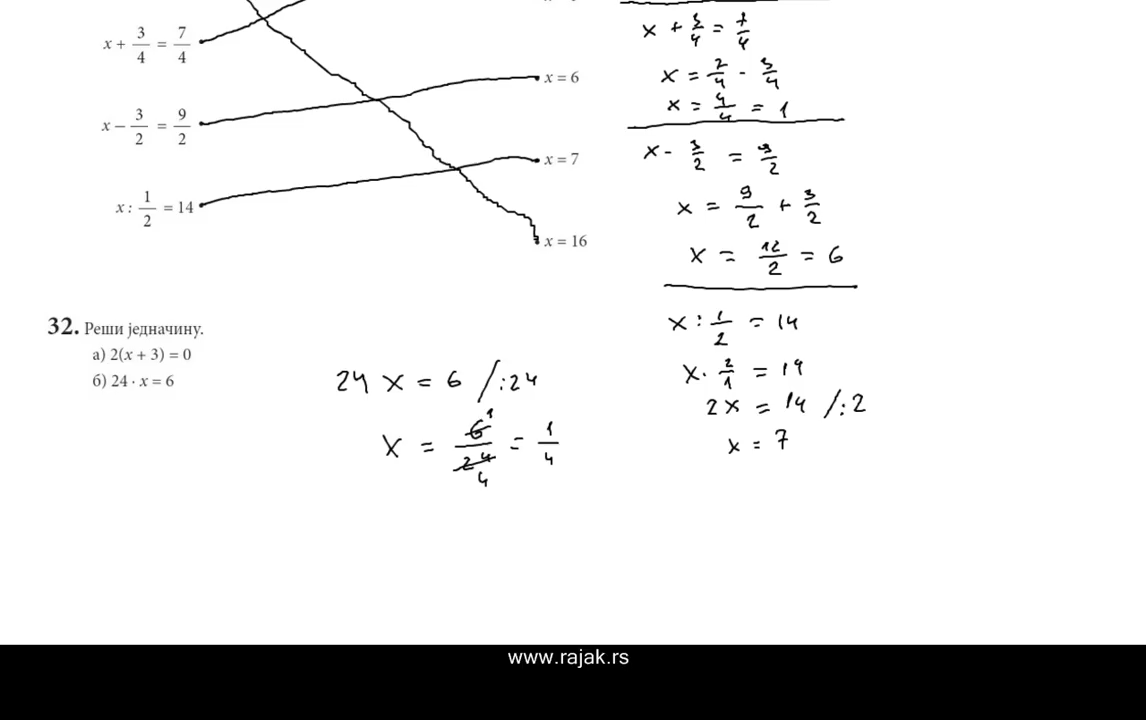 x + 3/4 = 7/4
x − 3/2 = 9/2
x : 1/2 = 14
x = 6
x = 7
x = 16
x + 3/4 = 7/4
x = 7/4 - 3/4
x = 4/4 = 1
x - 3/2 = 9/2
x = 9/2 + 3/2
x = 12/2 = 6
x : 1/2 = 14
x · 2/1 = 14
2x = 14 /:2
x = 7
32. Реши једначину.
а) 2(x + 3) = 0
б) 24 · x = 6
24 x = 6 /:24
x = 6 1/24 4 = 1/4
www.rajak.rs